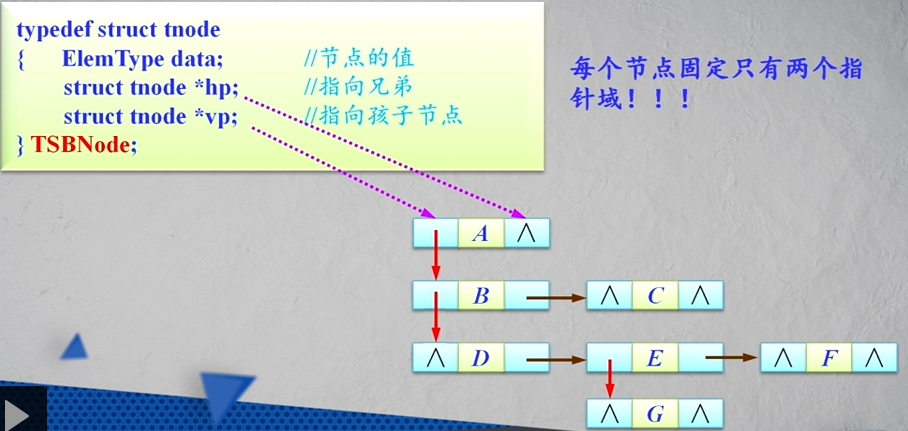 typedef struct tnode
{ ElemType data; //节点的值
struct tnode *hp; //指向兄弟
struct tnode *vp; //指向孩子节点
} TSBNode;
每个节点固定只有两个指
针域！！！
A ∧
B ∧ C ∧
∧ D E ∧ F ∧
∧ G ∧